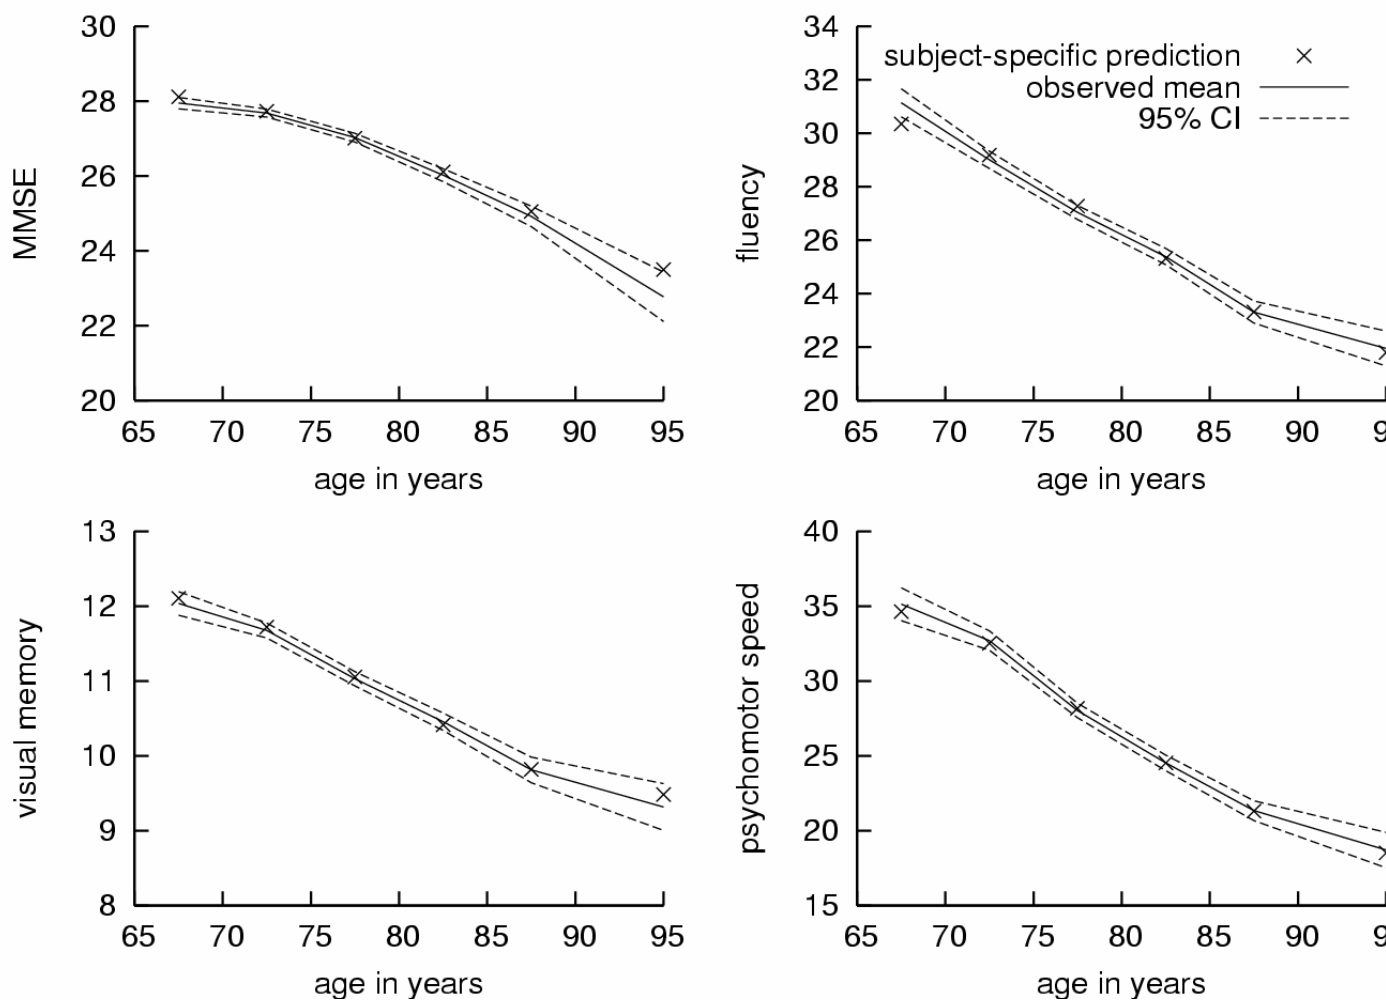 30
28
26
24
22
20
65 70 75 80 85 90 95
MMSE
age in years
34
32
30
28
26
24
22
20
65 70 75 80 85 90 9
fluency
age in years
subject-specific prediction
observed mean
95% CI
13
12
11
10
9
8
65 70 75 80 85 90 95
visual memory
age in years
40
35
30
25
20
15
65 70 75 80 85 90 9
psychomotor speed
age in years